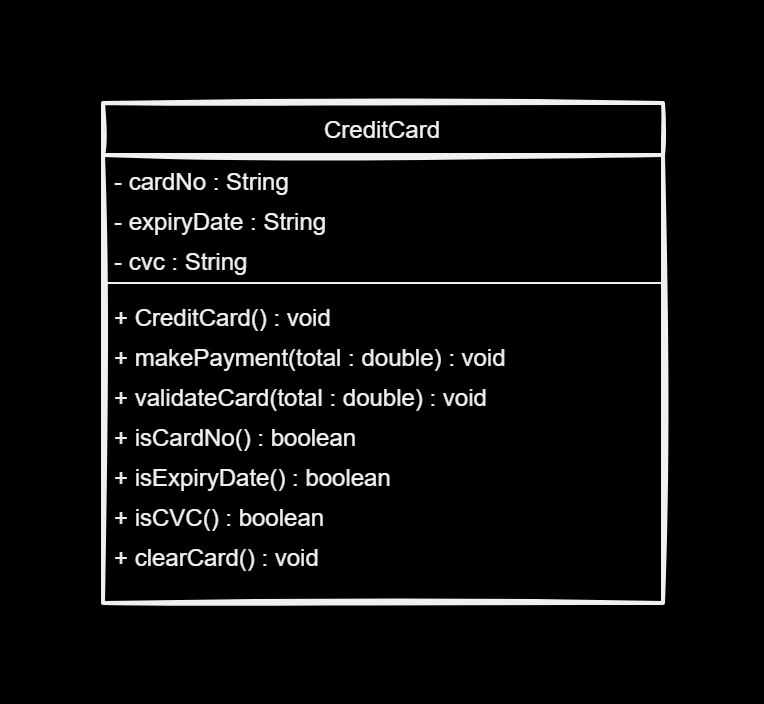 CreditCard
- cardNo : String
- expiryDate : String
- cvc : String
+ CreditCard() : void
+ makePayment(total : double) : void
+ validateCard(total : double) : void
+ isCardNo() : boolean
+ isExpiryDate() : boolean
+ isCVC() : boolean
+ clearCard() : void